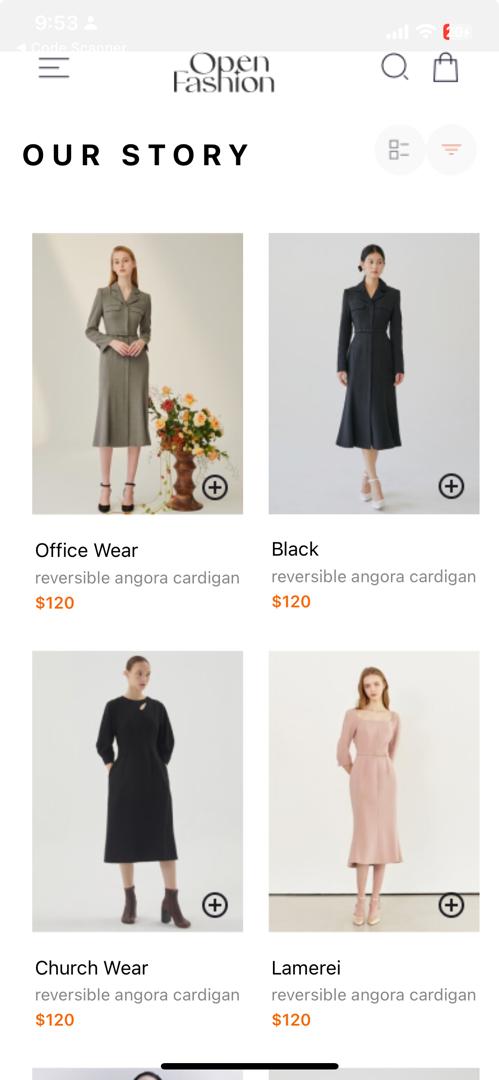 9:53
Code Scanner
Open
Fashion
OUR STORY
Office Wear
reversible angora cardigan
$120
Black
reversible angora cardigan
$120
Church Wear
reversible angora cardigan
$120
Lamerei
reversible angora cardigan
$120